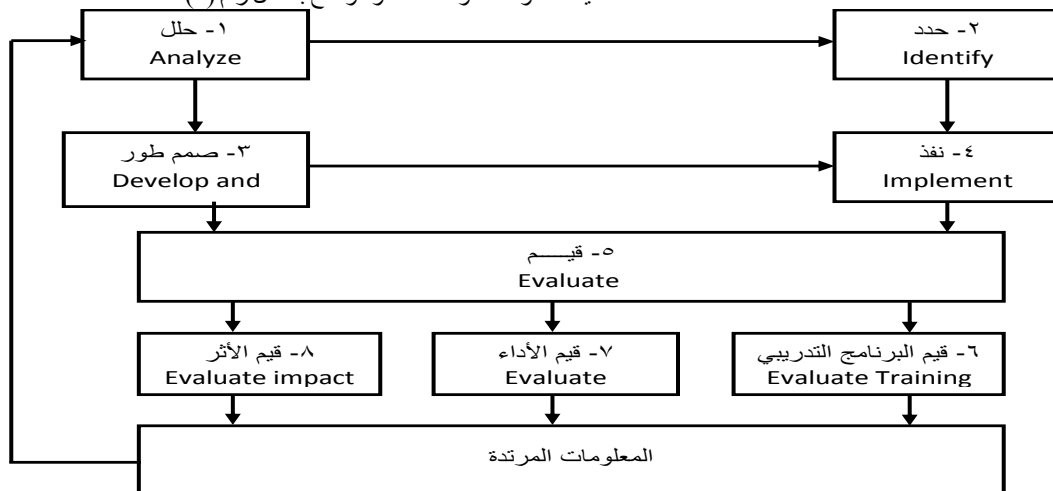 ١- حلل
Analyze
٢- حدد
Identify
٣- صمم طور
Develop and
٤- نفذ
Implement
٥- قيـــــم
Evaluate
٦- قيم البرنامج التدريبي
Evaluate Training
٧- قيم الأداء
Evaluate
٨- قيم الأثر
Evaluate impact
المعلومات المرتدة